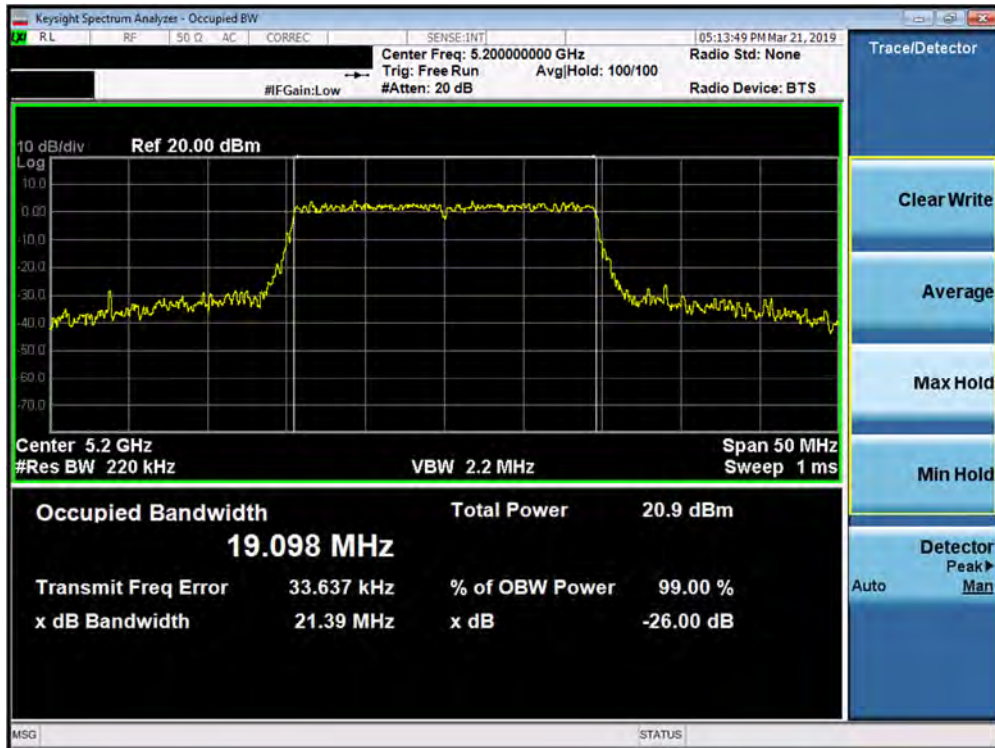 Keysight Spectrum Analyzer - Occupied BW
LXI RL RF 50 Ω AC CORREC SENSE:INT 05:13:49 PM Mar 21, 2019
Center Freq: 5.200000000 GHz Radio Std: None
Trig: Free Run Avg|Hold: 100/100
#IFGain:Low #Atten: 20 dB Radio Device: BTS
10 dB/div Ref 20.00 dBm
Log
10.0
0.00
-10.0
-20.0
-30.0
-40.0
-50.0
-60.0
-70.0
Center 5.2 GHz Span 50 MHz
#Res BW 220 kHz VBW 2.2 MHz Sweep 1 ms
Occupied Bandwidth Total Power 20.9 dBm
19.098 MHz
Transmit Freq Error 33.637 kHz % of OBW Power 99.00 %
x dB Bandwidth 21.39 MHz x dB -26.00 dB
MSG STATUS
Trace/Detector
Clear Write
Average
Max Hold
Min Hold
Detector
Peak▶
Auto Man